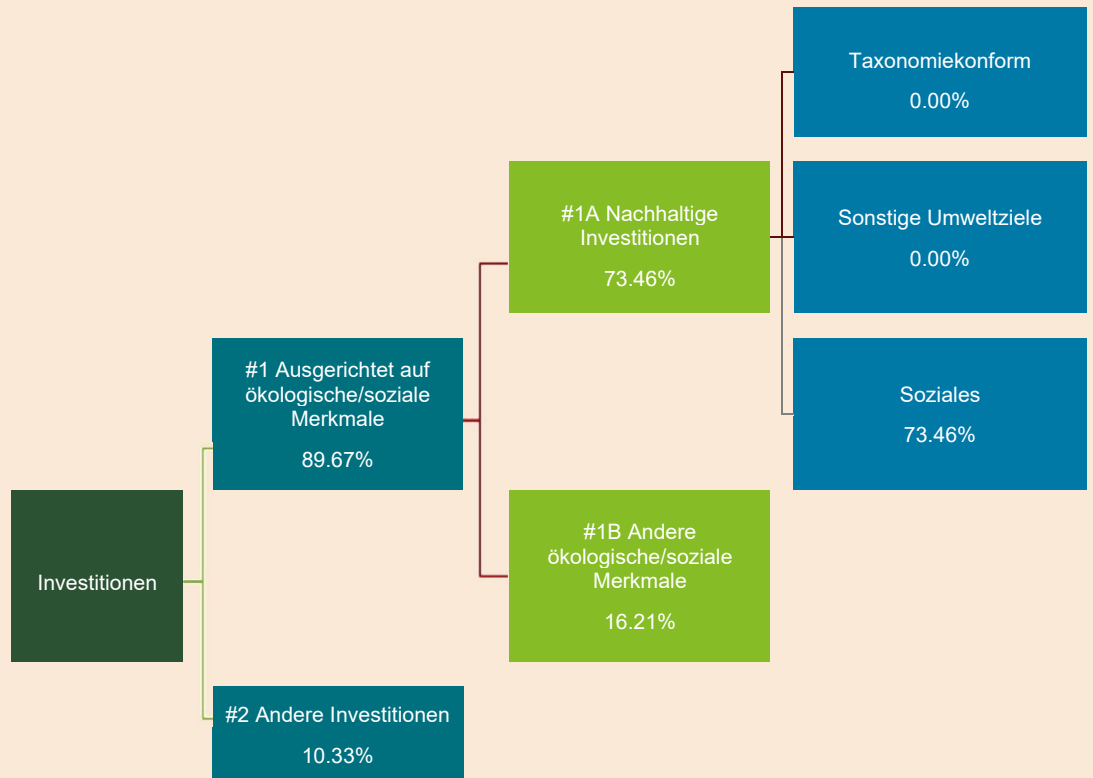 Investitionen
#1 Ausgerichtet auf
ökologische/soziale
Merkmale
89.67%
#2 Andere Investitionen
10.33%
#1A Nachhaltige
Investitionen
73.46%
#1B Andere
ökologische/soziale
Merkmale
16.21%
Taxonomiekonform
0.00%
Sonstige Umweltziele
0.00%
Soziales
73.46%